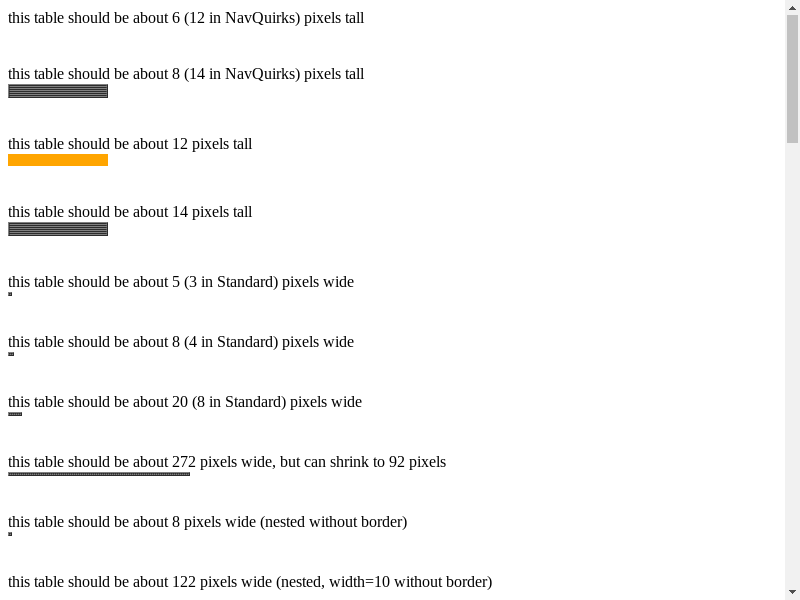 this table should be about 6 (12 in NavQuirks) pixels tall
this table should be about 8 (14 in NavQuirks) pixels tall
this table should be about 12 pixels tall
this table should be about 14 pixels tall
this table should be about 5 (3 in Standard) pixels wide
this table should be about 8 (4 in Standard) pixels wide
this table should be about 20 (8 in Standard) pixels wide
this table should be about 272 pixels wide, but can shrink to 92 pixels
this table should be about 8 pixels wide (nested without border)
this table should be about 122 pixels wide (nested, width=10 without border)